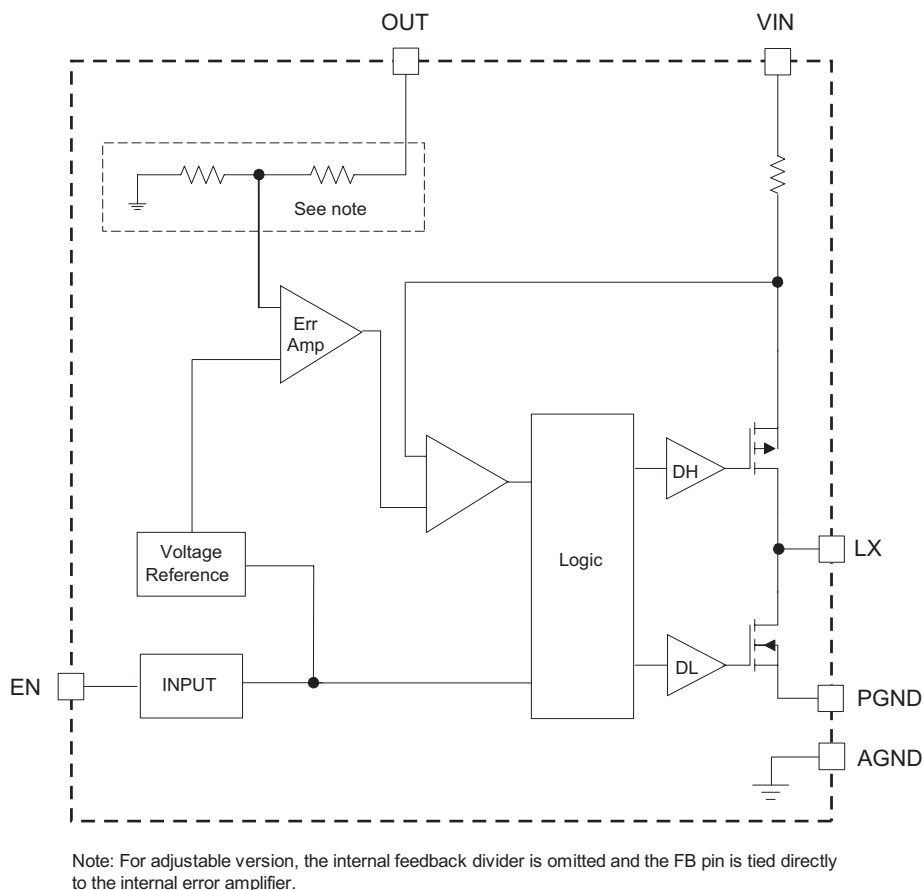 OUT
VIN
See note
Err
Amp
DH
Voltage
Reference
Logic
LX
EN
INPUT
DL
PGND
AGND
Note: For adjustable version, the internal feedback divider is omitted and the FB pin is tied directly
to the internal error amplifier.